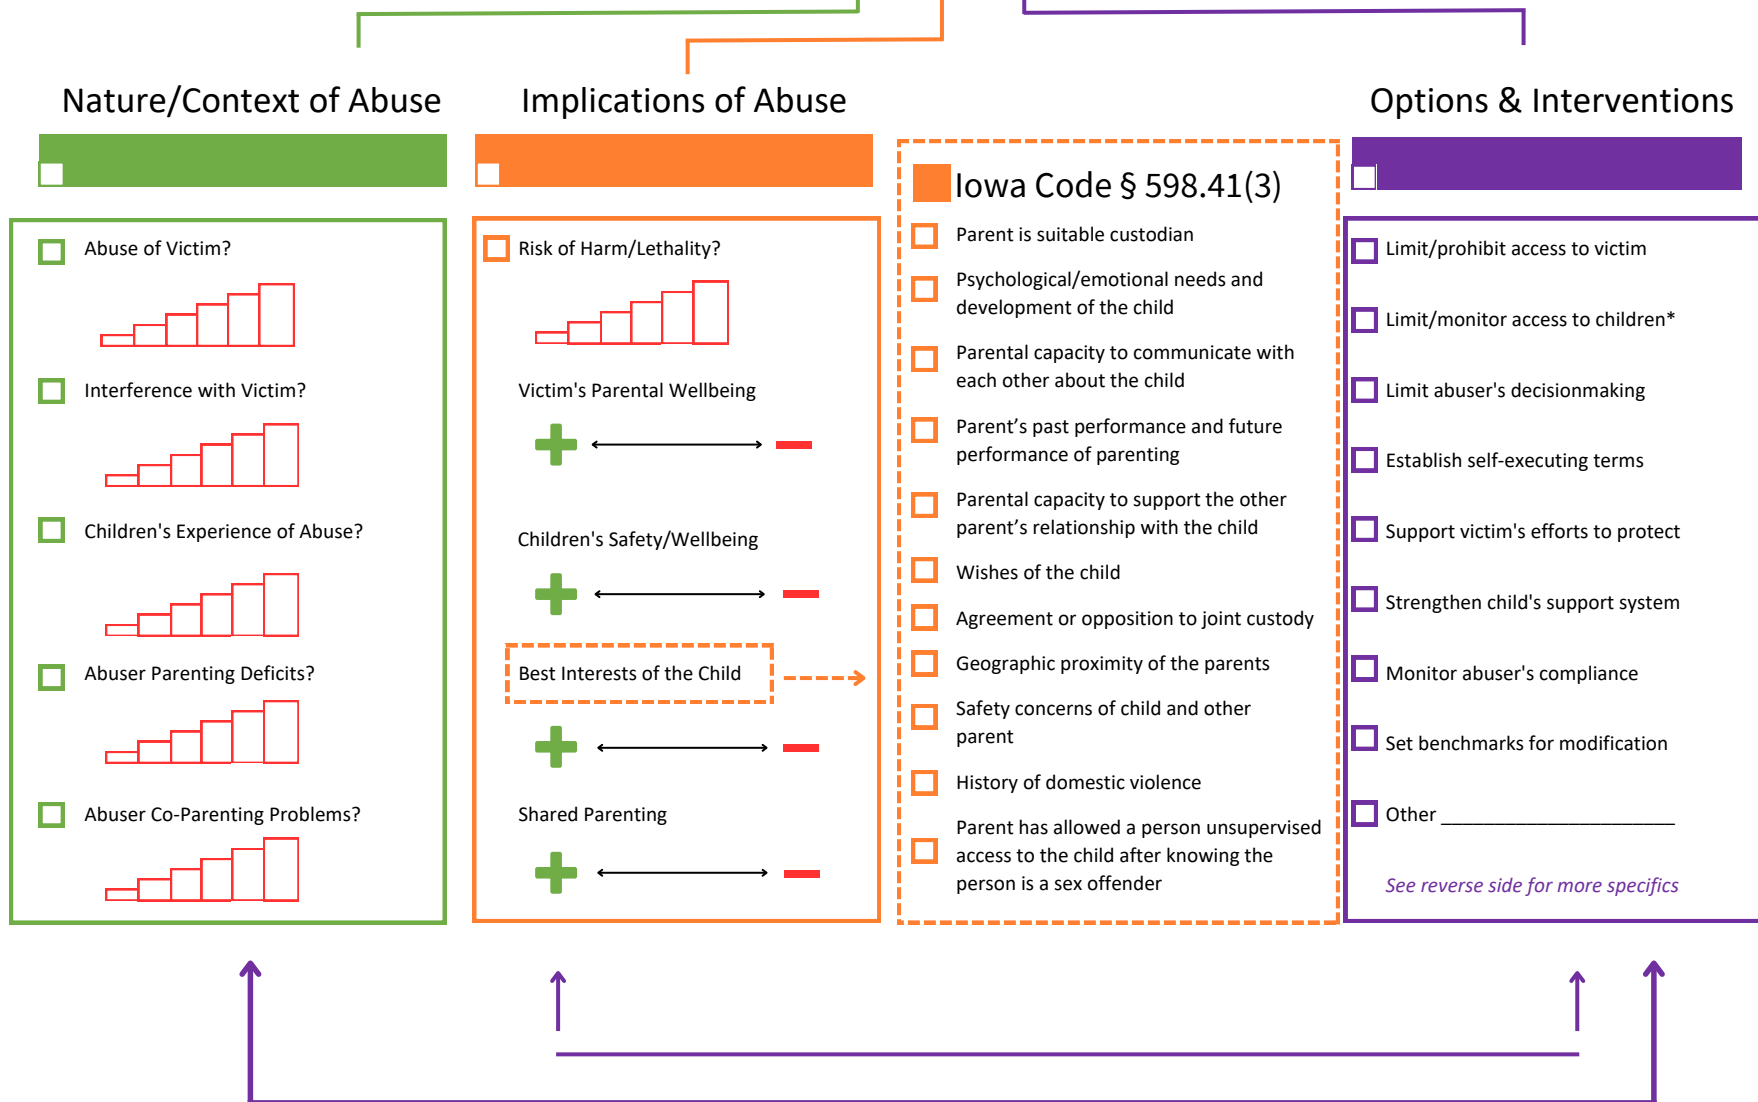 Nature/Context of Abuse
Abuse of Victim?
Interference with Victim?
Children's Experience of Abuse?
Abuser Parenting Deficits?
Abuser Co-Parenting Problems?
Implications of Abuse
Risk of Harm/Lethality?
Victim's Parental Wellbeing
Children's Safety/Wellbeing
Best Interests of the Child
Shared Parenting
Iowa Code § 598.41(3)
Parent is suitable custodian
Psychological/emotional needs and
development of the child
Parental capacity to communicate with
each other about the child
Parent’s past performance and future
performance of parenting
Parental capacity to support the other
parent’s relationship with the child
Wishes of the child
Agreement or opposition to joint custody
Geographic proximity of the parents
Safety concerns of child and other
parent
History of domestic violence
Parent has allowed a person unsupervised
access to the child after knowing the
person is a sex offender
Options & Interventions
Limit/prohibit access to victim
Limit/monitor access to children*
Limit abuser's decisionmaking
Establish self-executing terms
Support victim's efforts to protect
Strengthen child's support system
Monitor abuser's compliance
Set benchmarks for modification
Other ______________________
See reverse side for more specifics